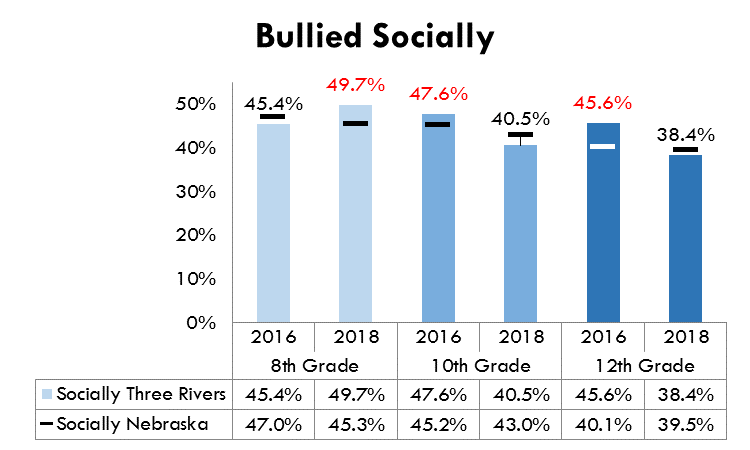 Bullied Socially
49.7%
47.6%
45.6%
45.4%
40.5%
38.4%
50%
40%
30%
20%
10%
0%
2016 2018 2016 2018 2016 2018
8th Grade 10th Grade 12th Grade
Socially Three Rivers 45.4% 49.7% 47.6% 40.5% 45.6% 38.4%
Socially Nebraska 47.0% 45.3% 45.2% 43.0% 40.1% 39.5%